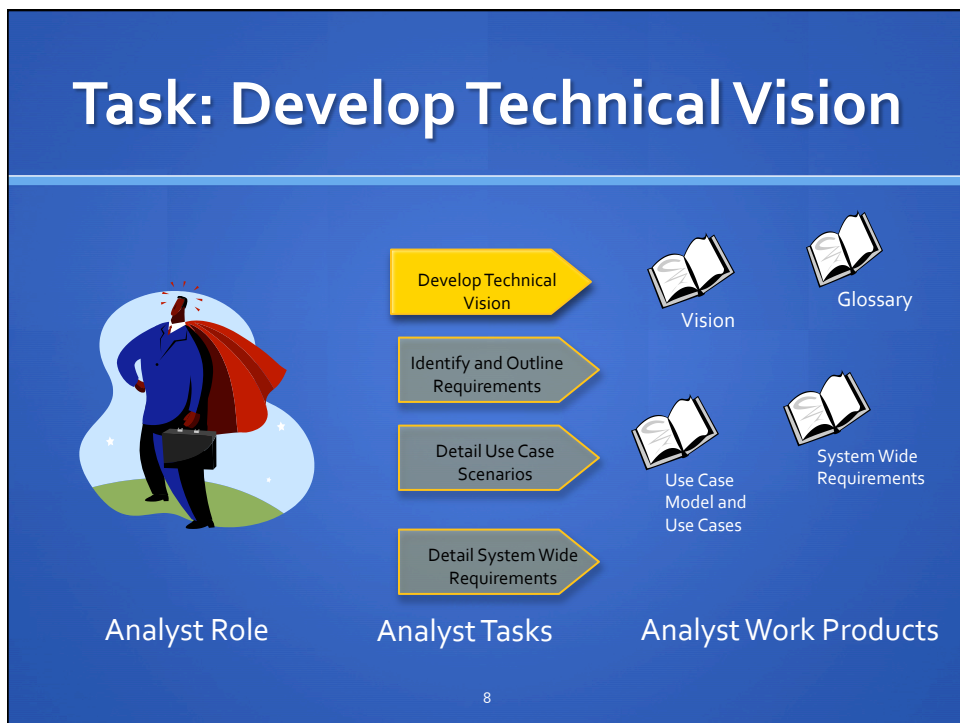 Task: Develop Technical Vision
Develop Technical
Vision
Identify and Outline
Requirements
Detail Use Case
Scenarios
Detail System Wide
Requirements
Vision
Glossary
Use Case
Model and
Use Cases
System Wide
Requirements
Analyst Role
Analyst Tasks
Analyst Work Products
8